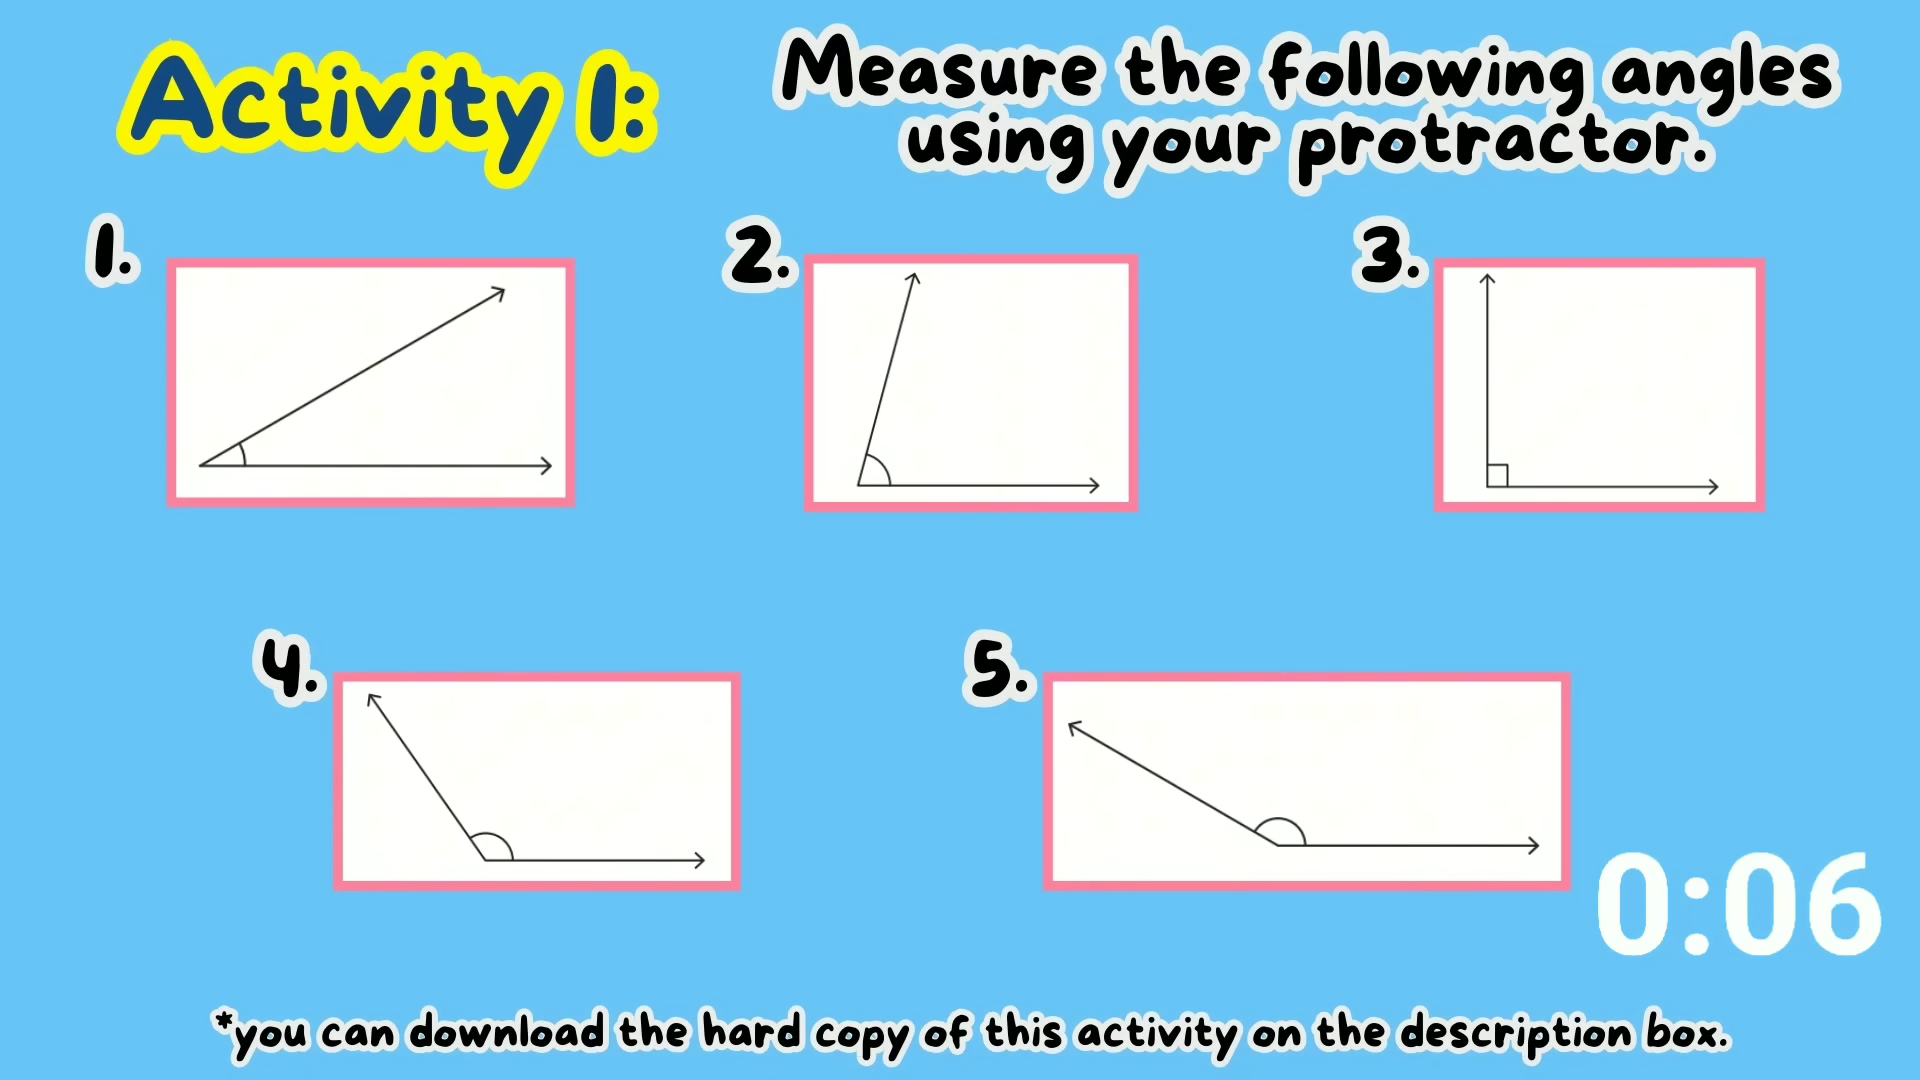 Activity 1:
Measure the following angles
using your protractor.
1.
2.
3.
4.
5.
0:06
*you can download the hard copy of this activity on the description box.